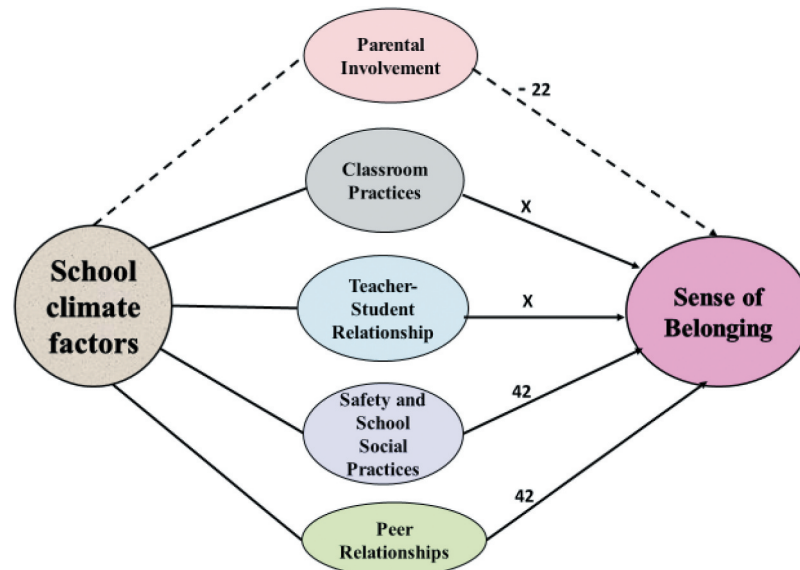 Parental
Involvement
- 22
Classroom
Practices
X
School
climate
factors
Teacher-
Student
Relationship
X
Sense of
Belonging
Safety and
School
Social
Practices
42
42
Peer
Relationships